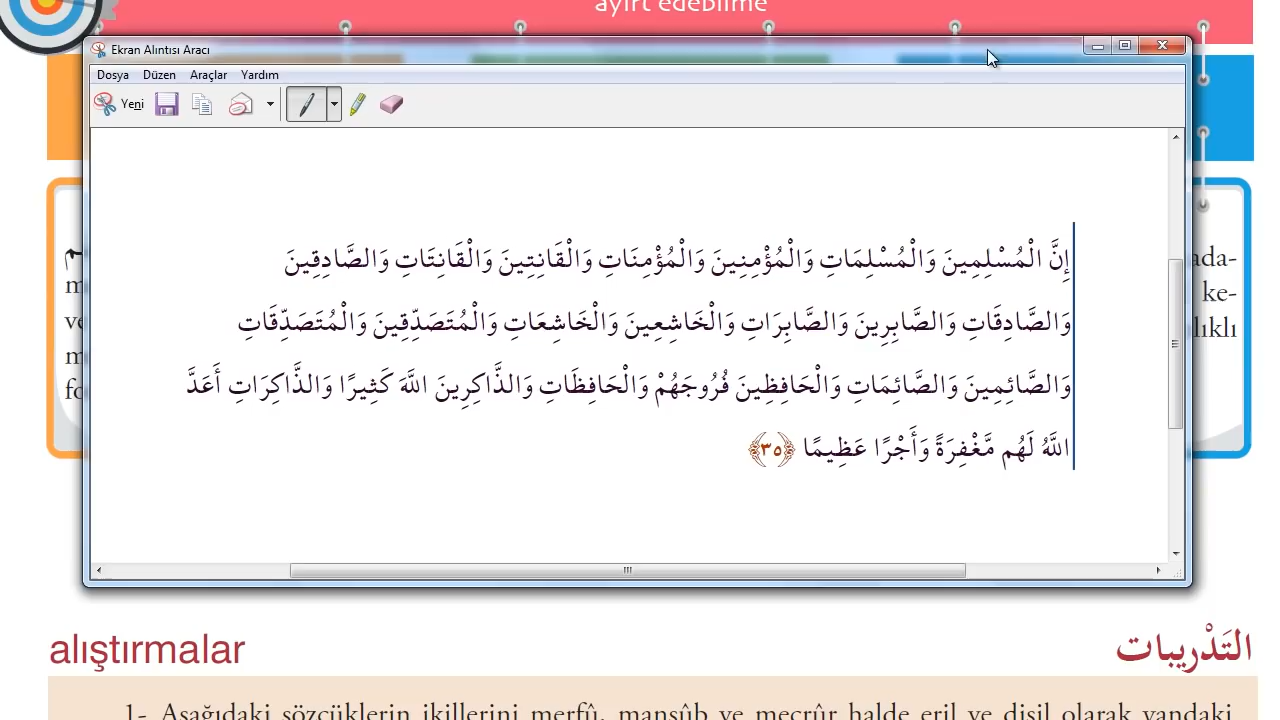 ayırt edebilme
Ekran Alıntısı Aracı
Dosya Düzen Araçlar Yardım
Yeni
إِنَّ الْمُسْلِمِينَ وَالْمُسْلِمَاتِ وَالْمُؤْمِنِينَ وَالْمُؤْمِنَاتِ وَالْقَانِتِينَ وَالْقَانِتَاتِ وَالصَّادِقِينَ
وَالصَّادِقَاتِ وَالصَّابِرِينَ وَالصَّابِرَاتِ وَالْخَاشِعِينَ وَالْخَاشِعَاتِ وَالْمُتَصَدِّقِينَ وَالْمُتَصَدِّقَاتِ
وَالصَّائِمِينَ وَالصَّائِمَاتِ وَالْحَافِظِينَ فُرُوجَهُمْ وَالْحَافِظَاتِ وَالذَّاكِرِينَ اللَّهَ كَثِيرًا وَالذَّاكِرَاتِ أَعَدَّ
اللَّهُ لَهُم مَّغْفِرَةً وَأَجْرًا عَظِيمًا ﴿٣٥﴾
ada-
ke-
lıklı
alıştırmalar
التَدْريبات
1- Aşağıdaki sözcüklerin ikillerini merfû, mansûb ve mecrûr halde eril ve dişil olarak yandaki